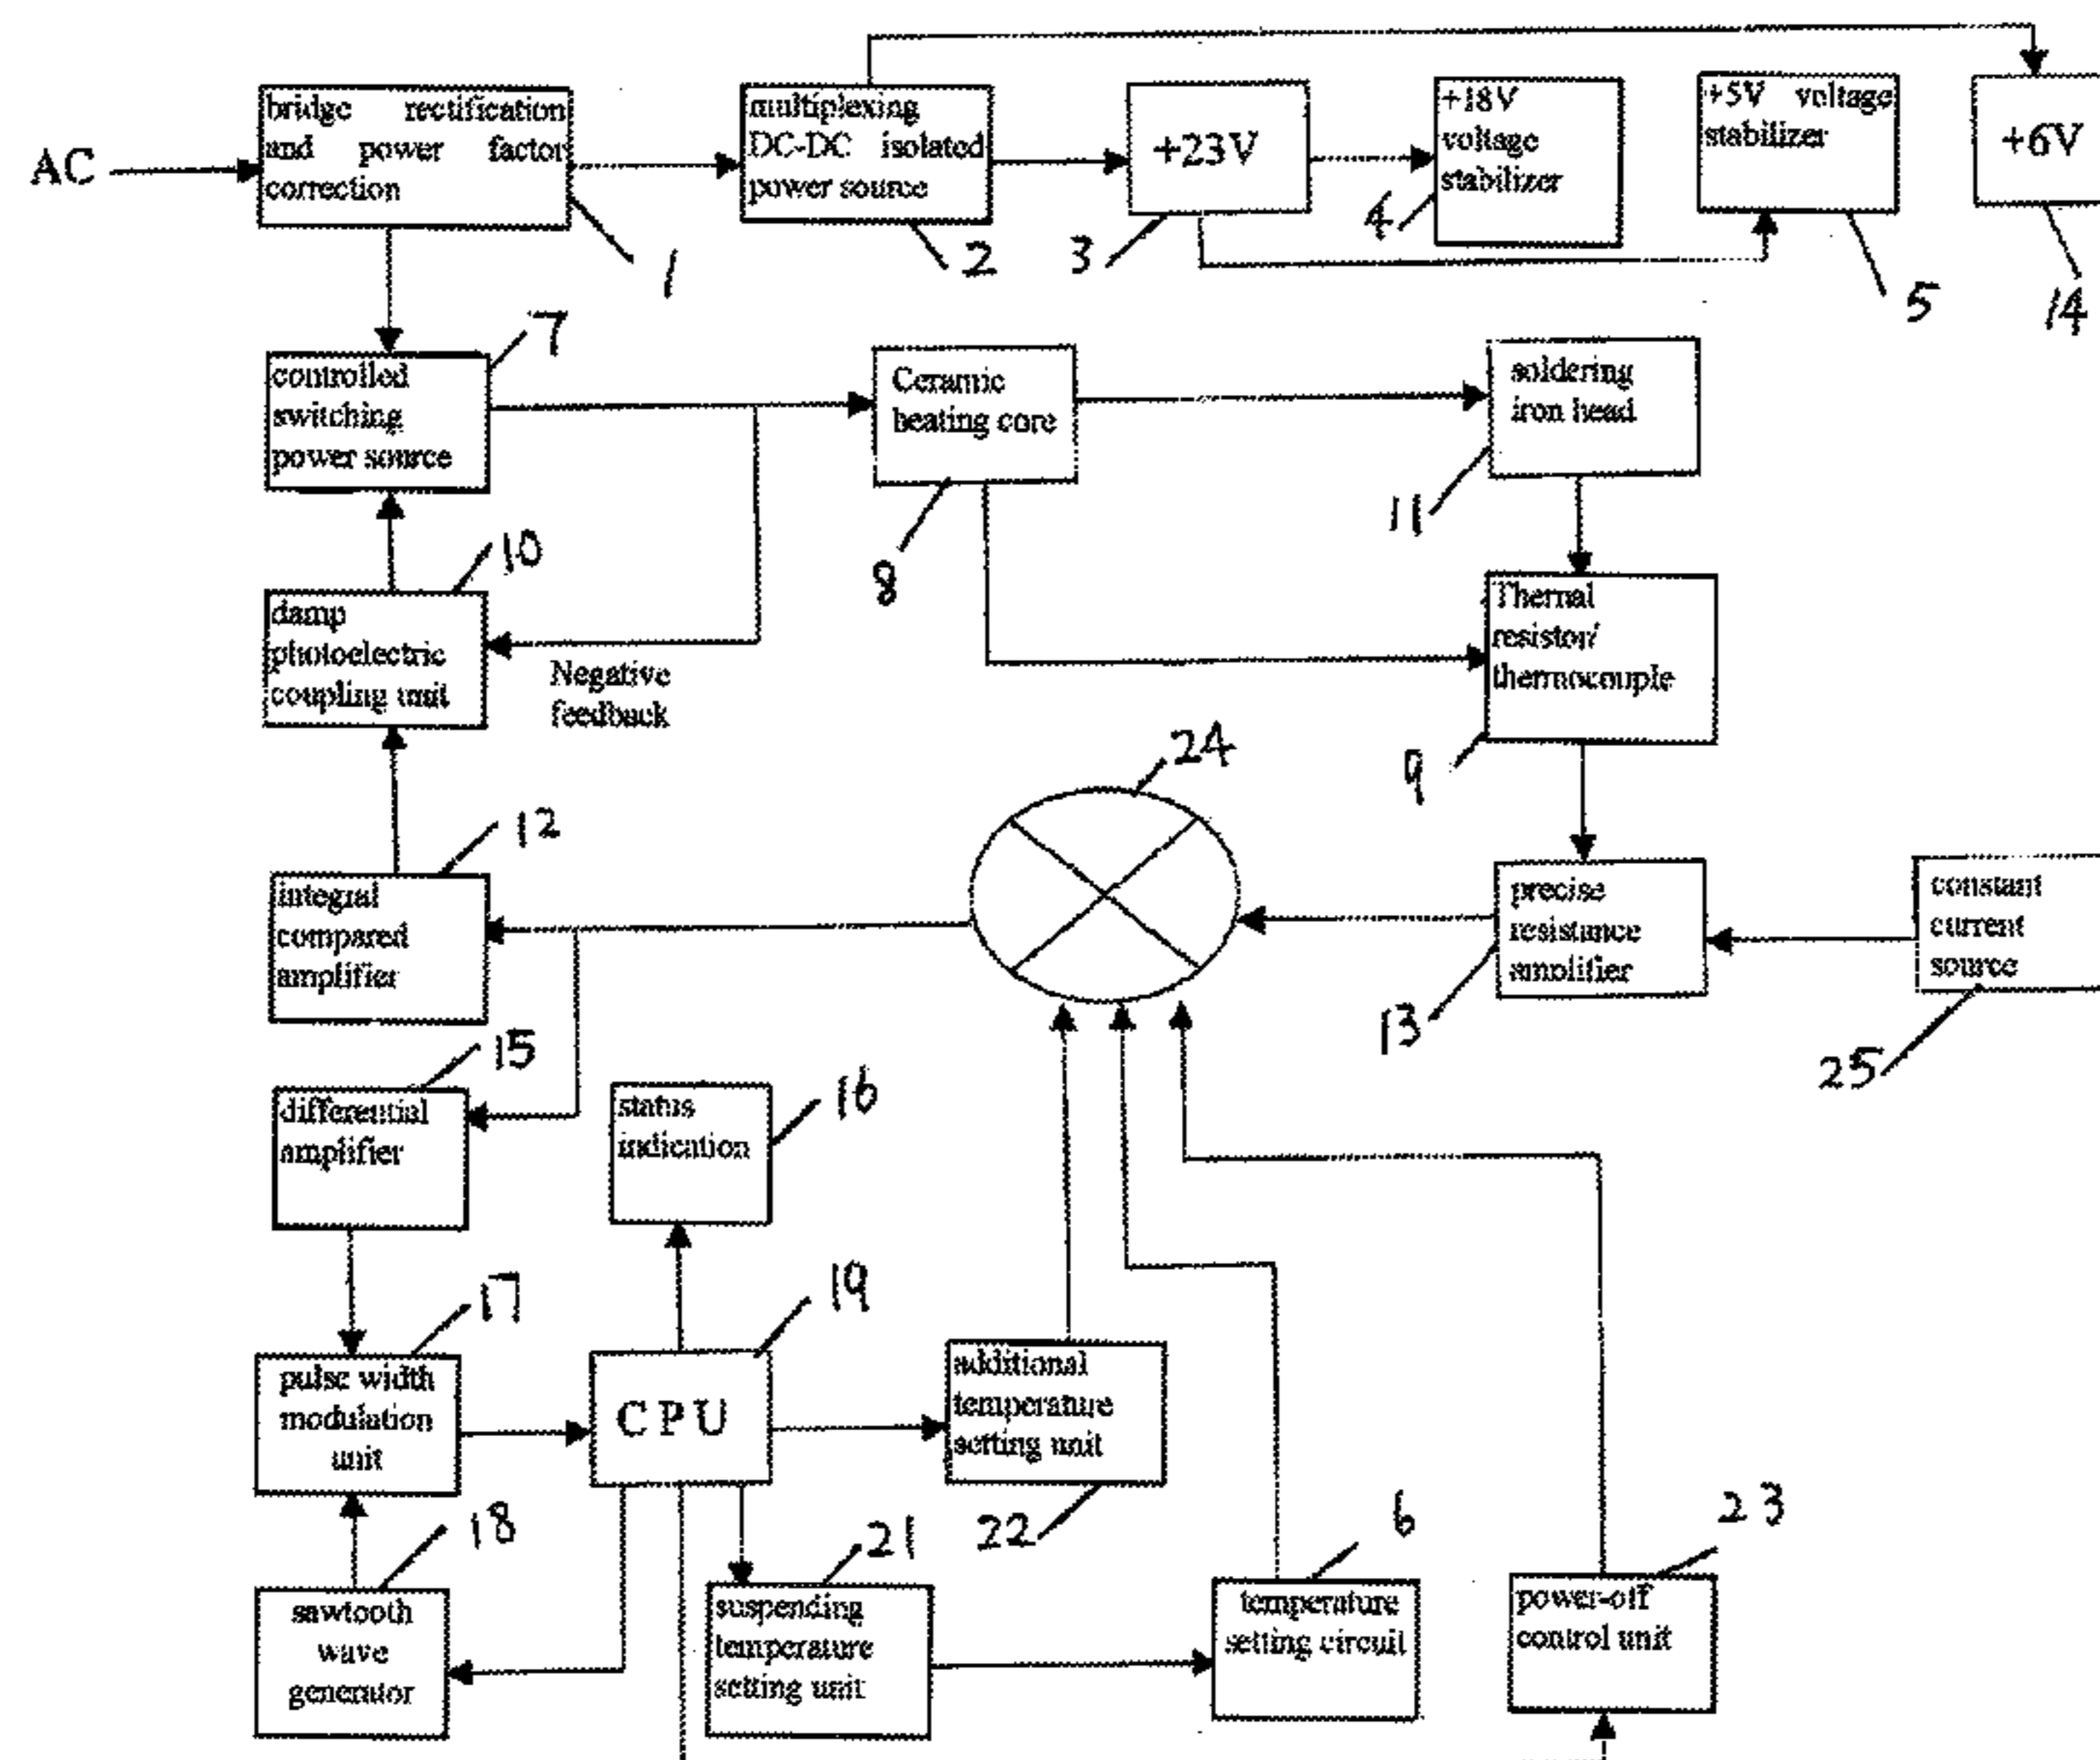 AC
bridge rectification
and power factor
correction
1
multiplexing
DC-DC isolated
power source
2
+23V
3
+18V
voltage
stabilizer
4
+5V voltage
stabilizer
5
+6V
14
controlled
switching
power source
7
Ceramic
heating core
8
soldering
iron head
11
damp
photoelectric
coupling unit
10
Negative
feedback
Thernal
resistor/
thermocouple
9
24
integral
compared
amplifier
12
precise
resistance
amplifier
13
constant
current
source
25
differential
amplifier
15
status
indication
16
pulse width
modulation
unit
17
CPU
19
additional
temperature
setting unit
22
sawtooth
wave
generator
18
suspending
temperature
setting unit
21
temperature
setting circuit
6
power-off
control unit
23